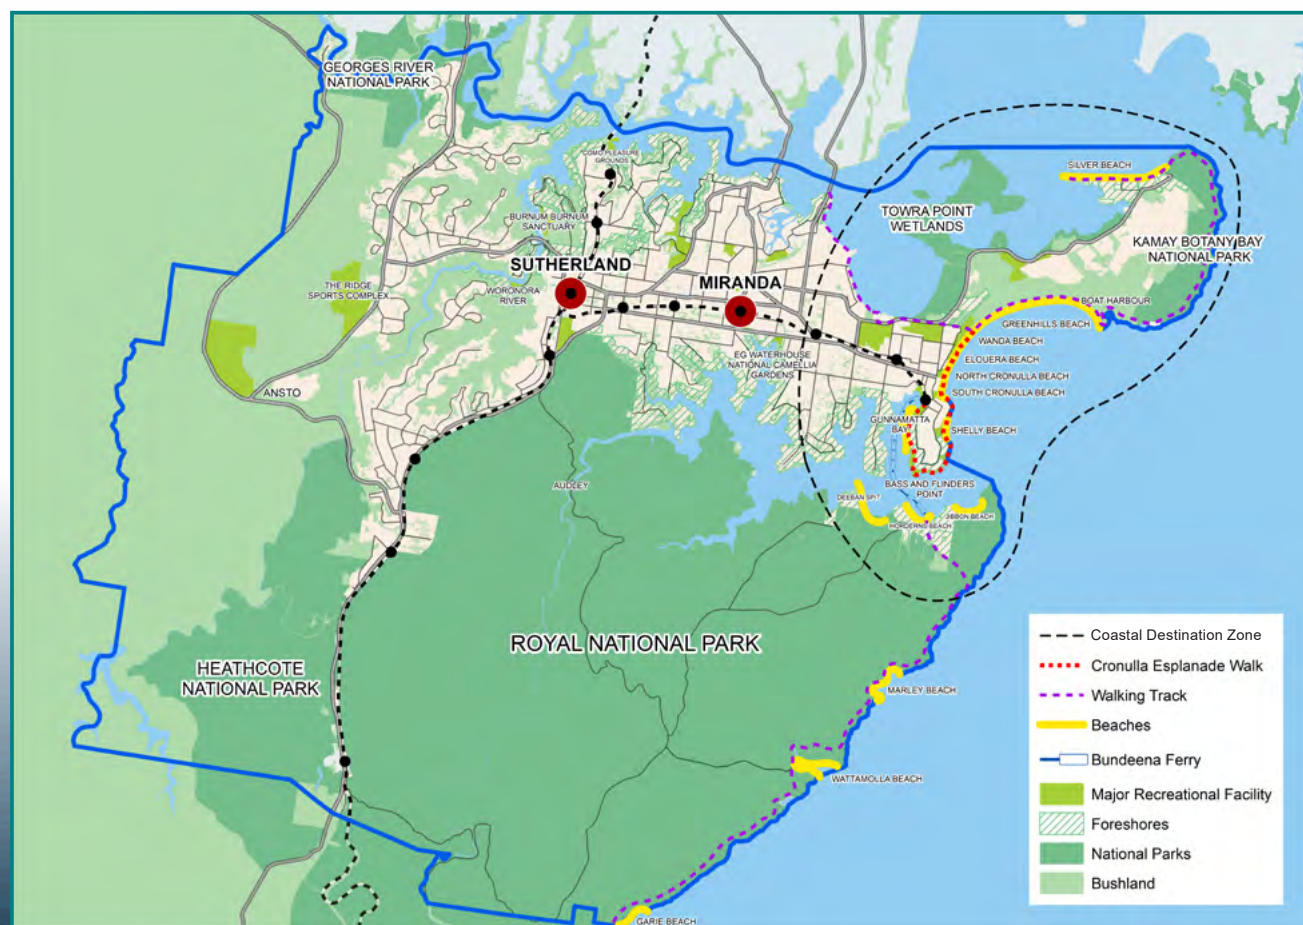 GEORGES RIVER
NATIONAL PARK
COMO PLEASURE
GROUNDS
SILVER BEACH
BURNUM BURNUM
SANCTUARY
TOWRA POINT
WETLANDS
KAMAY BOTANY BAY
NATIONAL PARK
SUTHERLAND
MIRANDA
THE RIDGE
SPORTS COMPLEX
WORONORA
RIVER
BOAT HARBOUR
GREENHILLS BEACH
WANDA BEACH
EG WATERHOUSE
NATIONAL CAMELLIA
GARDENS
ELOUERA BEACH
NORTH CRONULLA BEACH
ANSTO
SOUTH CRONULLA BEACH
GUNNAMATTA
BAY
SHELLY BEACH
AUDLEY
BASS AND FLINDERS
POINT
DEEBAN SPIT
HORDERNS BEACH
JIBBON BEACH
ROYAL NATIONAL PARK
HEATHCOTE
NATIONAL PARK
MARLEY BEACH
WATTAMOLLA BEACH
GARIE BEACH
Coastal Destination Zone
Cronulla Esplanade Walk
Walking Track
Beaches
Bundeena Ferry
Major Recreational Facility
Foreshores
National Parks
Bushland